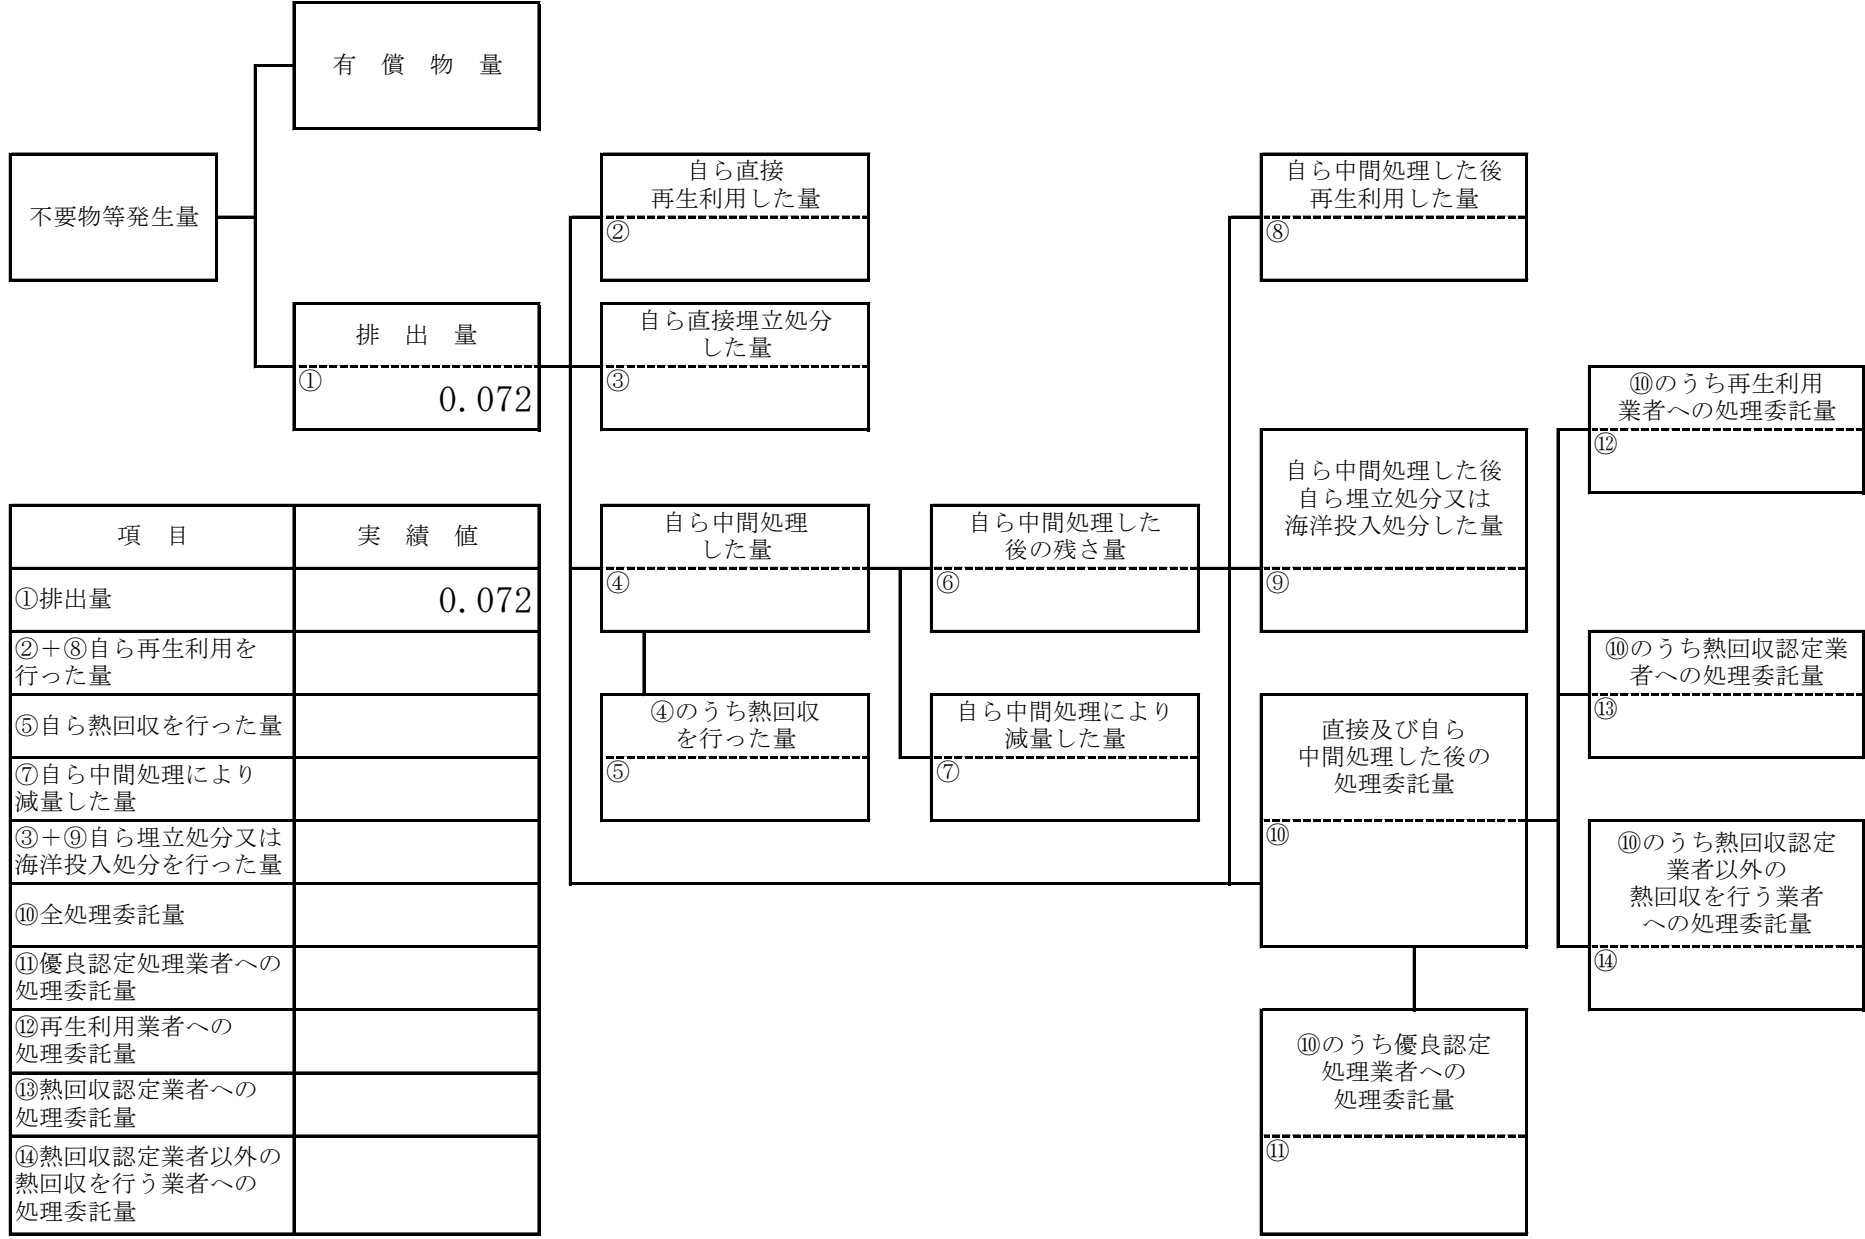 有　償　物　量
不要物等発生量
排　出　量
①
0.072
自ら直接
再生利用した量
②
自ら直接埋立処分
した量
③
自ら中間処理
した量
④
④のうち熱回収
を行った量
⑤
自ら中間処理した
後の残さ量
⑥
自ら中間処理により
減量した量
⑦
自ら中間処理した後
再生利用した量
⑧
自ら中間処理した後
自ら埋立処分又は
海洋投入処分した量
⑨
直接及び自ら
中間処理した後の
処理委託量
⑩
⑩のうち優良認定
処理業者への
処理委託量
⑪
⑩のうち再生利用
業者への処理委託量
⑫
⑩のうち熱回収認定業
者への処理委託量
⑬
⑩のうち熱回収認定
業者以外の
熱回収を行う業者
への処理委託量
⑭
項　目　実　績　値
①排出量　0.072
②＋⑧自ら再生利用を
行った量
⑤自ら熱回収を行った量
⑦自ら中間処理により
減量した量
③＋⑨自ら埋立処分又は
海洋投入処分を行った量
⑩全処理委託量
⑪優良認定処理業者への
処理委託量
⑫再生利用業者への
処理委託量
⑬熱回収認定業者への
処理委託量
⑭熱回収認定業者以外の
熱回収を行う業者への
処理委託量